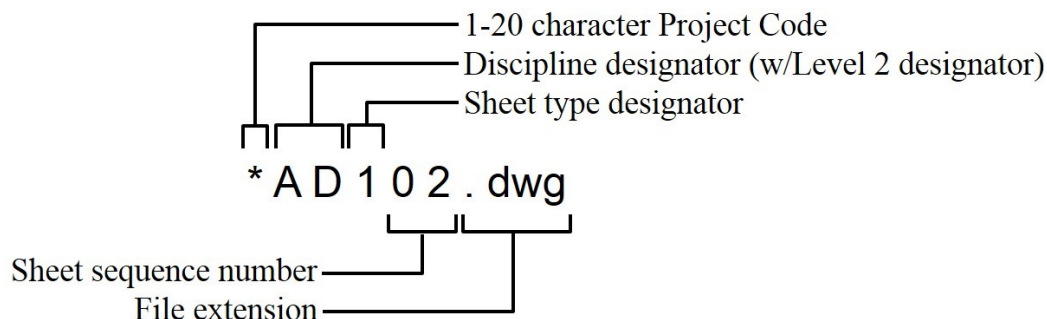 1-20 character Project Code
Discipline designator (w/Level 2 designator)
Sheet type designator
* A D 1 0 2 . dwg
Sheet sequence number
File extension